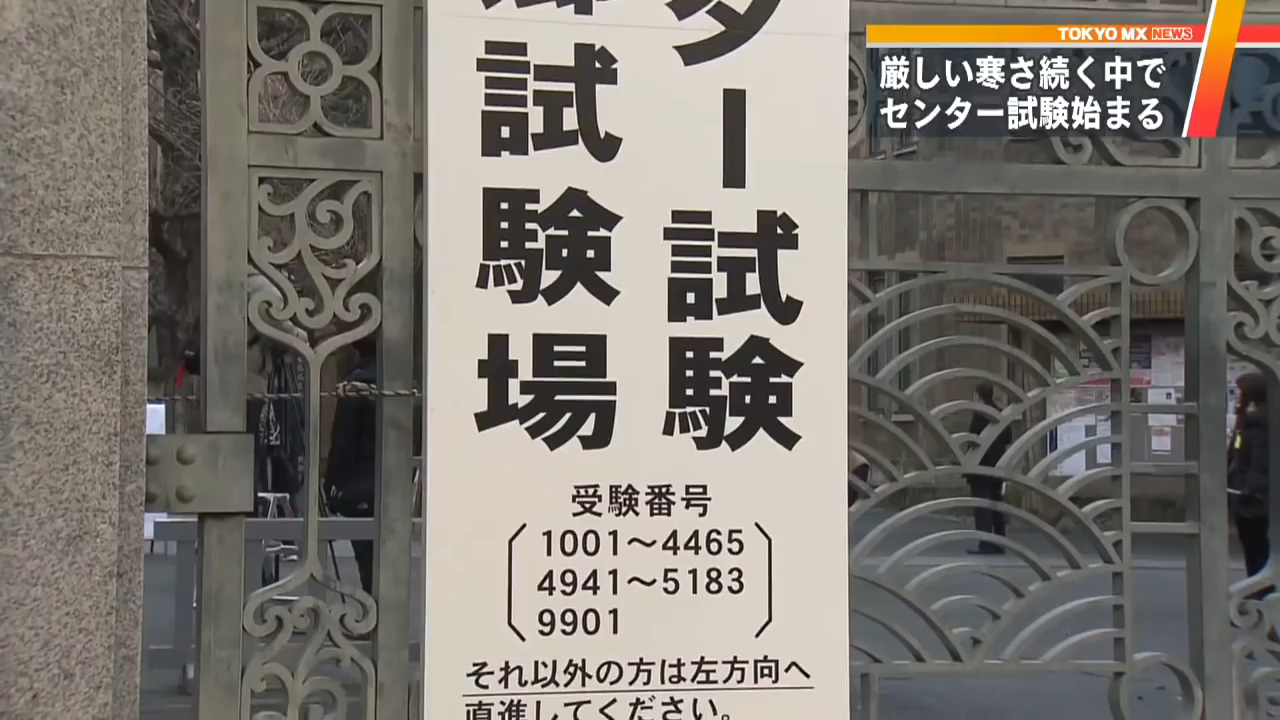 TOKYO MX NEWS
厳しい寒さ続く中で
センター試験始まる
ター試験
郷試験場
受験番号
1001～4465
4941～5183
9901
それ以外の方は左方向へ
直進してください。